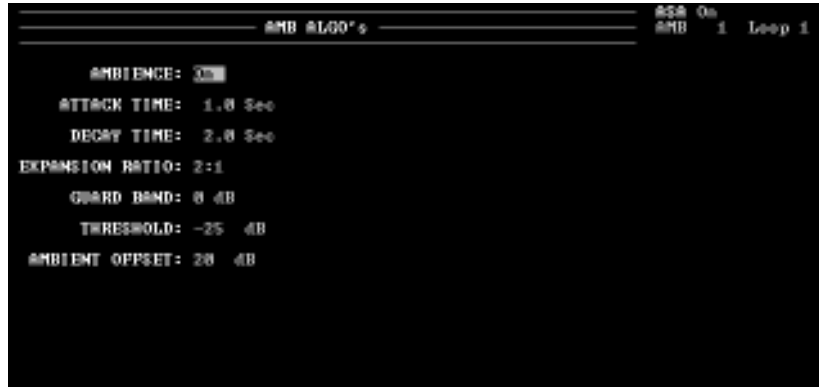 ASA On
AMB ALGO's
AMB 1 Loop 1
AMBIENCE: On
ATTACK TIME: 1.0 Sec
DECAY TIME: 2.0 Sec
EXPANSION RATIO: 2:1
GUARD BAND: 0 dB
THRESHOLD: -25 dB
AMBIENT OFFSET: 20 dB